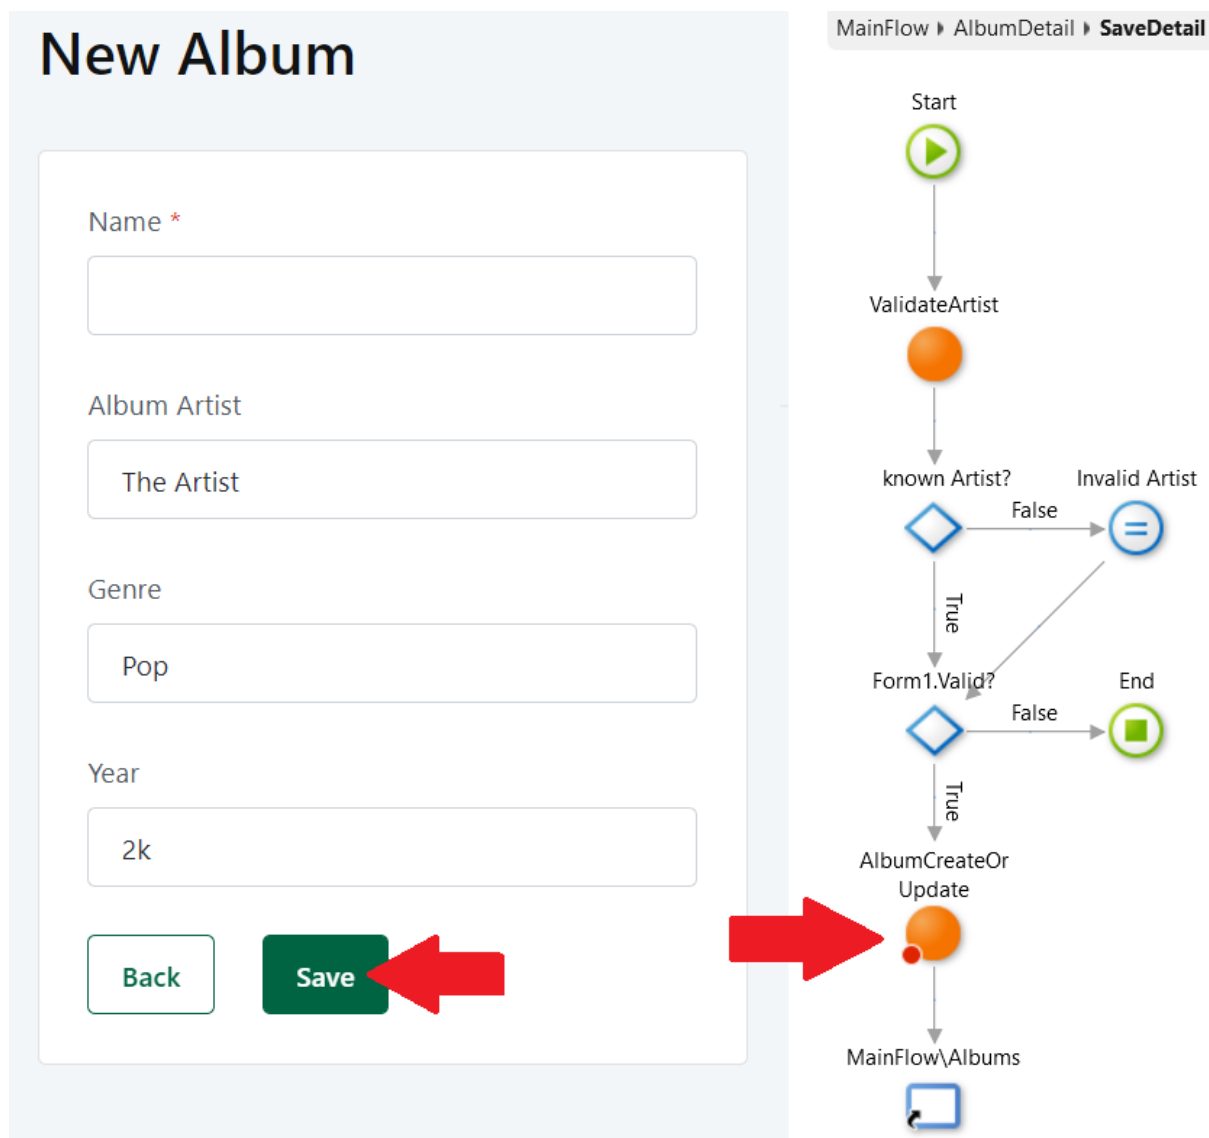 New Album
Name *
Album Artist
The Artist
Genre
Pop
Year
2k
Back
Save
MainFlow AlbumDetail SaveDetail
Start
ValidateArtist
known Artist?
Invalid Artist
False
True
Form1.Valid?
End
False
True
AlbumCreateOr
Update
MainFlow\Albums